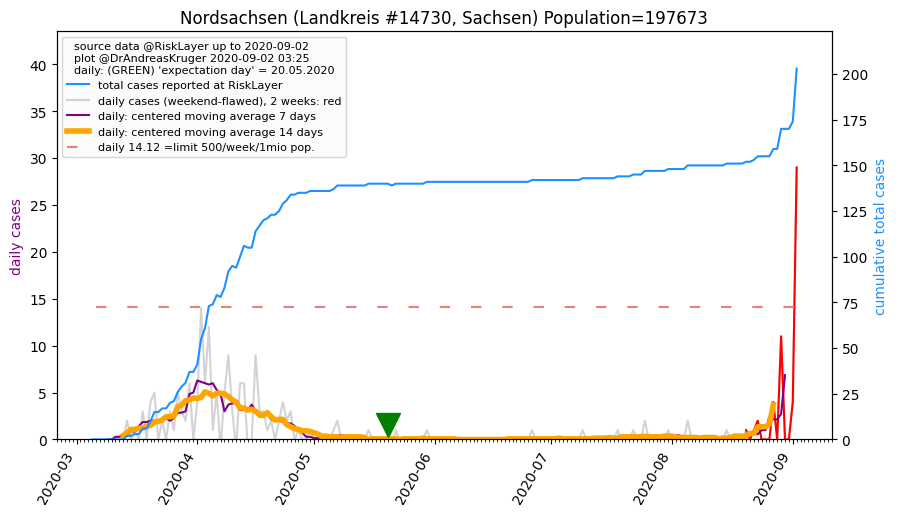 Nordsachsen (Landkreis #14730, Sachsen) Population=197673
source data @RiskLayer up to 2020-09-02
plot @DrAndreasKruger 2020-09-02 03:25
daily: (GREEN) 'expectation day' = 20.05.2020
total cases reported at RiskLayer
daily cases (weekend-flawed), 2 weeks: red
daily: centered moving average 7 days
daily: centered moving average 14 days
daily 14.12 =limit 500/week/1mio pop.
daily cases
40
35
30
25
20
15
10
5
0
200
175
150
125
100
75
50
25
0
cumulative total cases
2020-03
2020-04
2020-05
2020-06
2020-07
2020-08
2020-09